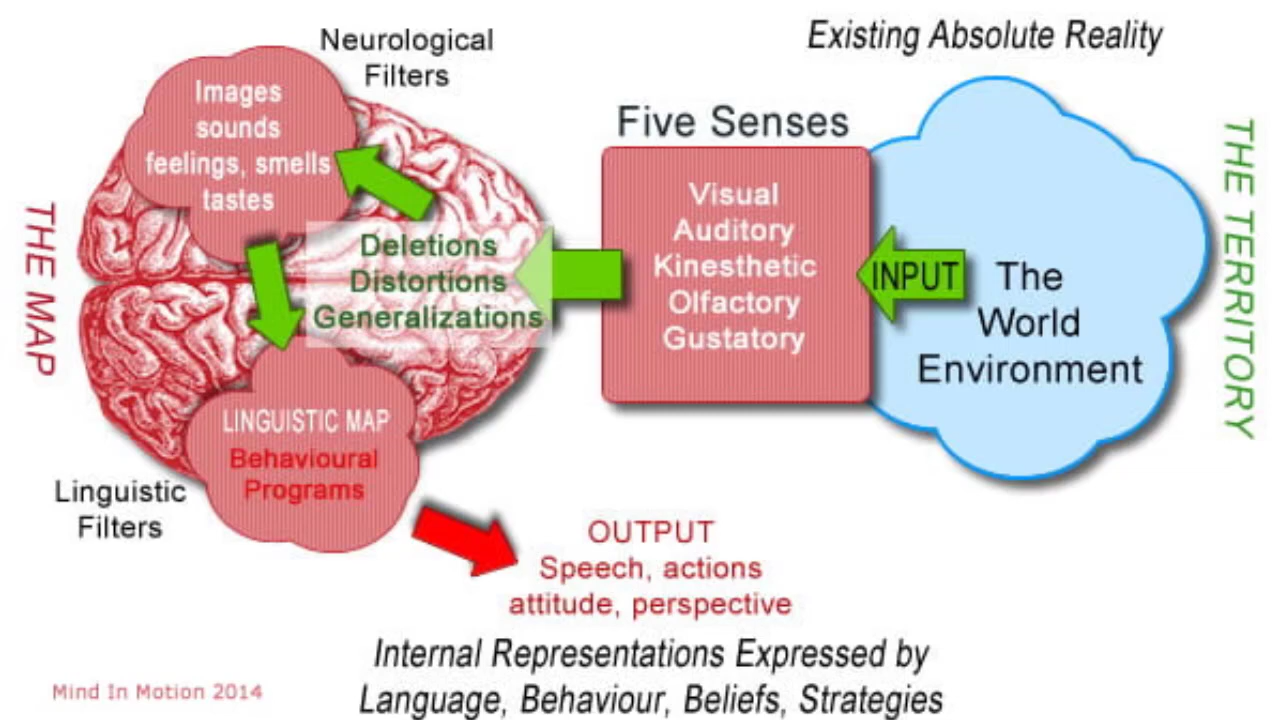 Existing Absolute Reality
Neurological
Filters
Images
sounds
feelings, smells
tastes
THE MAP
Deletions
Distortions
Generalizations
Five Senses
Visual
Auditory
Kinesthetic
Olfactory
Gustatory
INPUT
The
World
Environment
THE TERRITORY
LINGUISTIC MAP
Behavioural
Programs
Linguistic
Filters
OUTPUT
Speech, actions
attitude, perspective
Internal Representations Expressed by
Language, Behaviour, Beliefs, Strategies
Mind In Motion 2014